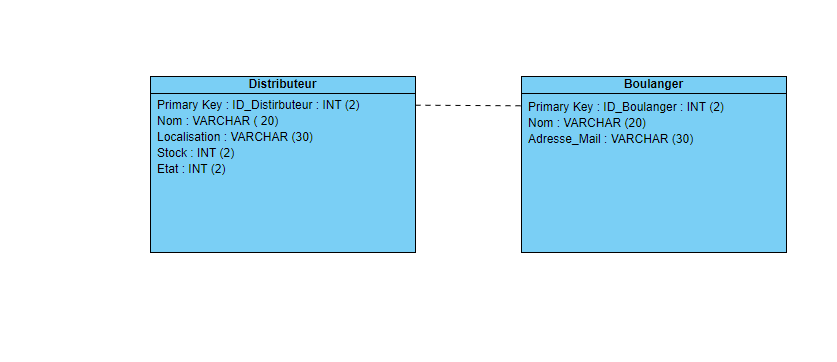 Distributeur
Primary Key : ID_Distirbuteur : INT (2)
Nom : VARCHAR ( 20)
Localisation : VARCHAR (30)
Stock : INT (2)
Etat : INT (2)
Boulanger
Primary Key : ID_Boulanger : INT (2)
Nom : VARCHAR (20)
Adresse_Mail : VARCHAR (30)